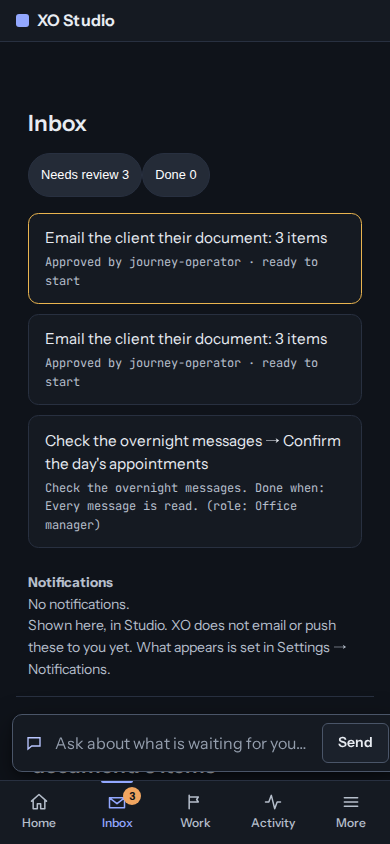 XO Studio
Inbox
Needs review 3
Done 0
Email the client their document: 3 items
Approved by journey-operator · ready to
start
Email the client their document: 3 items
Approved by journey-operator · ready to
start
Check the overnight messages → Confirm
the day's appointments
Check the overnight messages. Done when:
Every message is read. (role: Office
manager)
Notifications
No notifications.
Shown here, in Studio. XO does not email or push
these to you yet. What appears is set in Settings →
Notifications.
Ask about what is waiting for you...
Send
3
Home
Inbox
Work
Activity
More